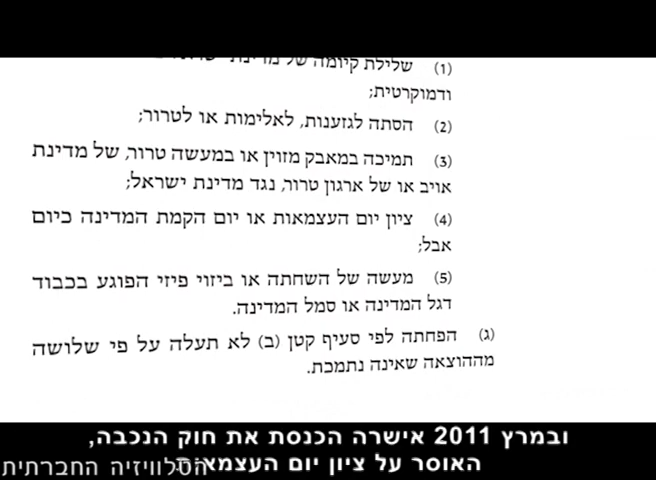 (1) שלילת קיומה של מדינת
ודמוקרטית;
(2) הסתה לגזענות, לאלימות או לטרור;
(3) תמיכה במאבק מזוין או במעשה טרור, של מדינת
אויב או של ארגון טרור, נגד מדינת ישראל;
(4) ציון יום העצמאות או יום הקמת המדינה כיום
אבל;
(5) מעשה של השחתה או ביזוי פיזי הפוגע בכבוד
דגל המדינה או סמל המדינה.
(ג) הפחתה לפי סעיף קטן (ב) לא תעלה על פי שלושה
מההוצאה שאינה נתמכת.
ובמרץ 2011 אישרה הכנסת את חוק הנכבה,
האוסר על ציון יום העצמאות
הטלוויזיה החברתית